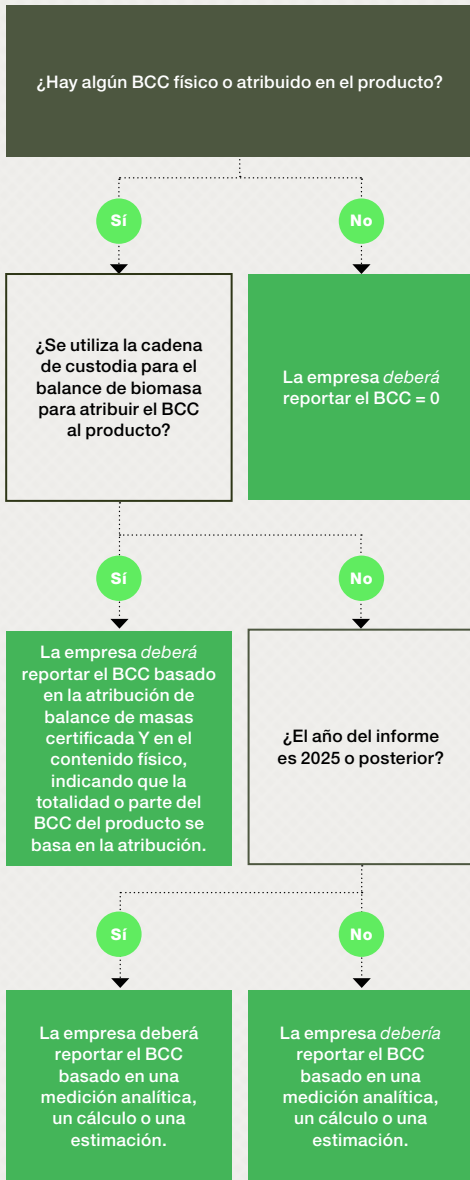 ¿Hay algún BCC físico o atribuido en el producto?
Sí
No
¿Se utiliza la cadena
de custodia para el
balance de biomasa
para atribuir el BCC
al producto?
La empresa deberá
reportar el BCC = 0
Sí
No
La empresa deberá
reportar el BCC basado
en la atribución de
balance de masas
certificada Y en el
contenido físico,
indicando que la
totalidad o parte del
BCC del producto se
basa en la atribución.
¿El año del informe
es 2025 o posterior?
Sí
No
La empresa deberá
reportar el BCC
basado en una
medición analítica,
un cálculo o una
estimación.
La empresa debería
reportar el BCC
basado en una
medición analítica,
un cálculo o una
estimación.